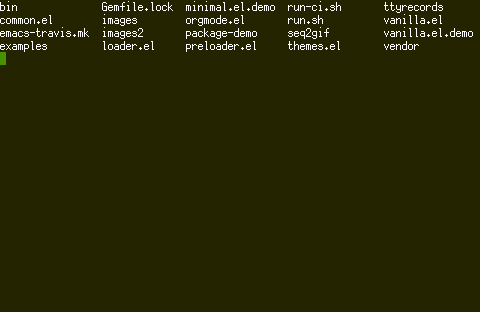 bin Gemfile.lock minimal.el.demo run-ci.sh ttyrecords
common.el images orgmode.el run.sh vanilla.el
emacs-travis.mk images2 package-demo seq2gif vanilla.el.demo
examples loader.el preloader.el themes.el vendor